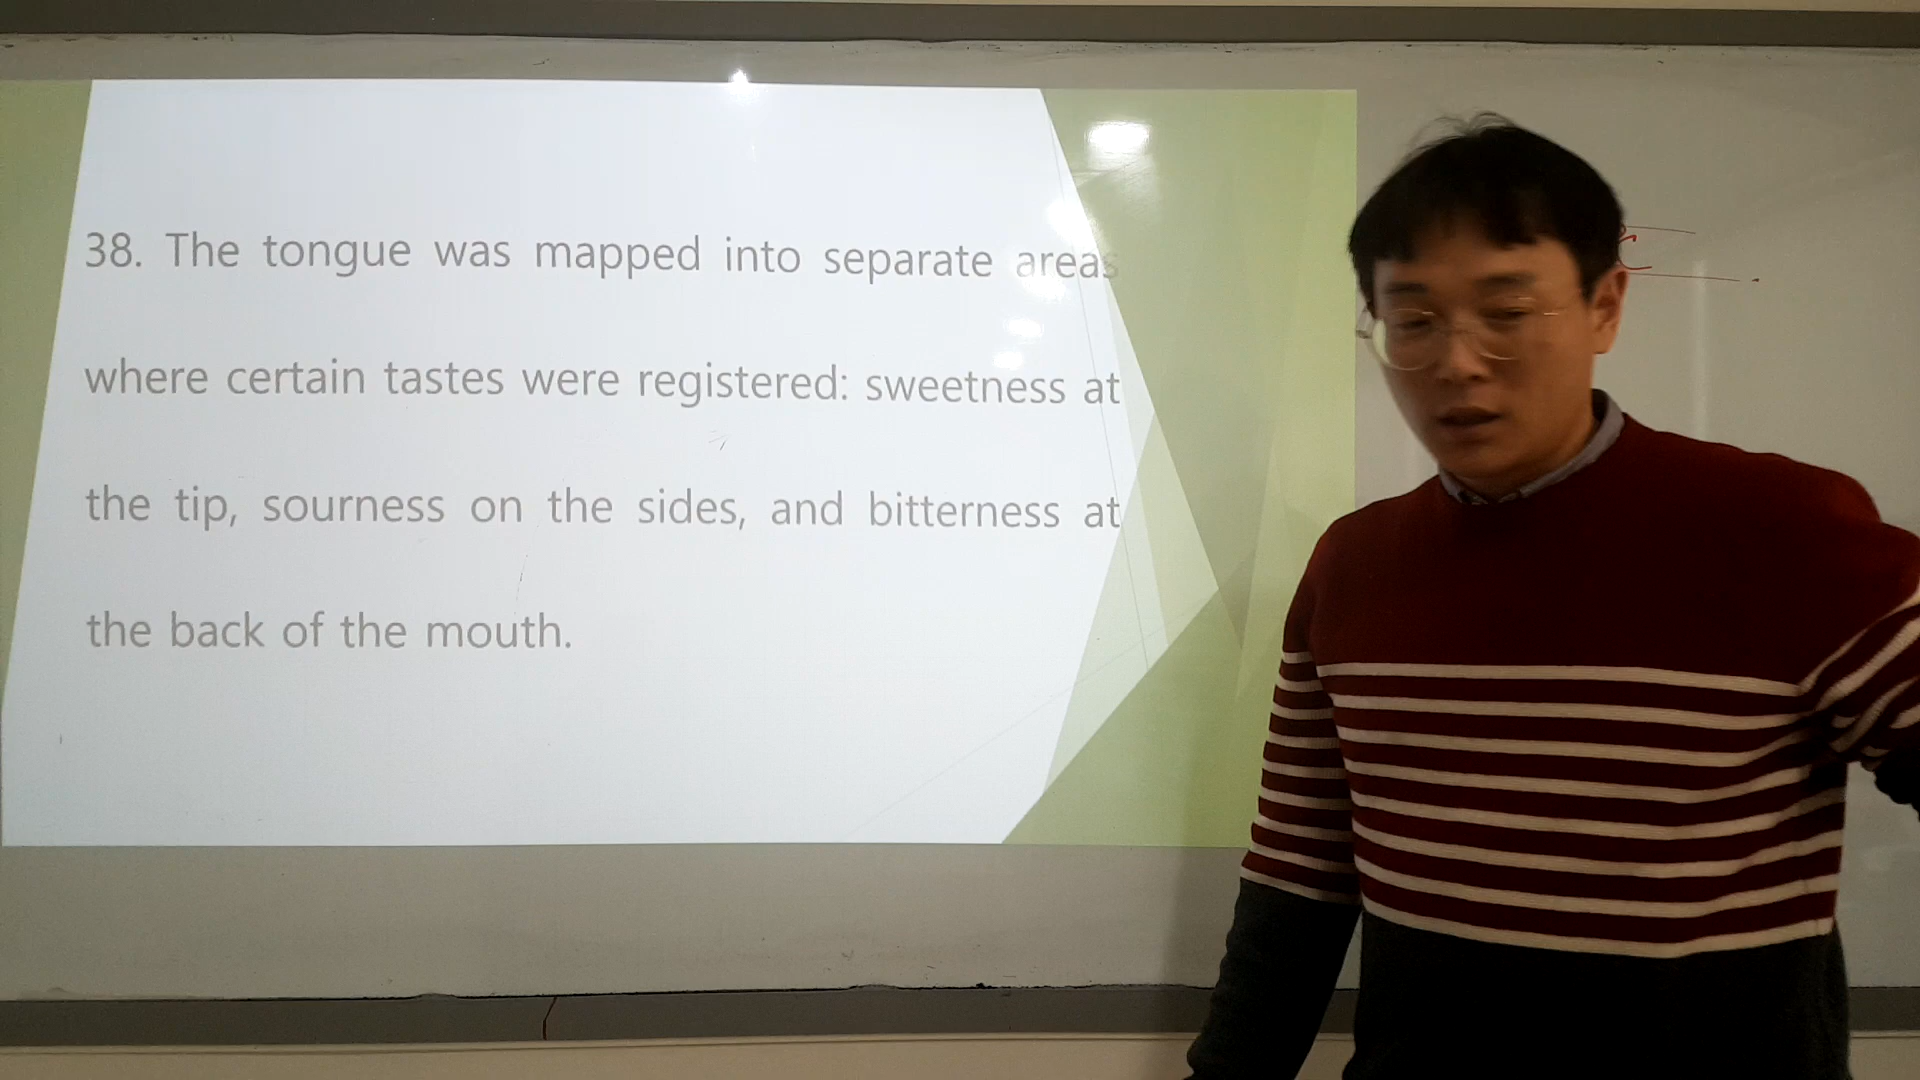 38. The tongue was mapped into separate areas
where certain tastes were registered: sweetness at
the tip, sourness on the sides, and bitterness at
the back of the mouth.